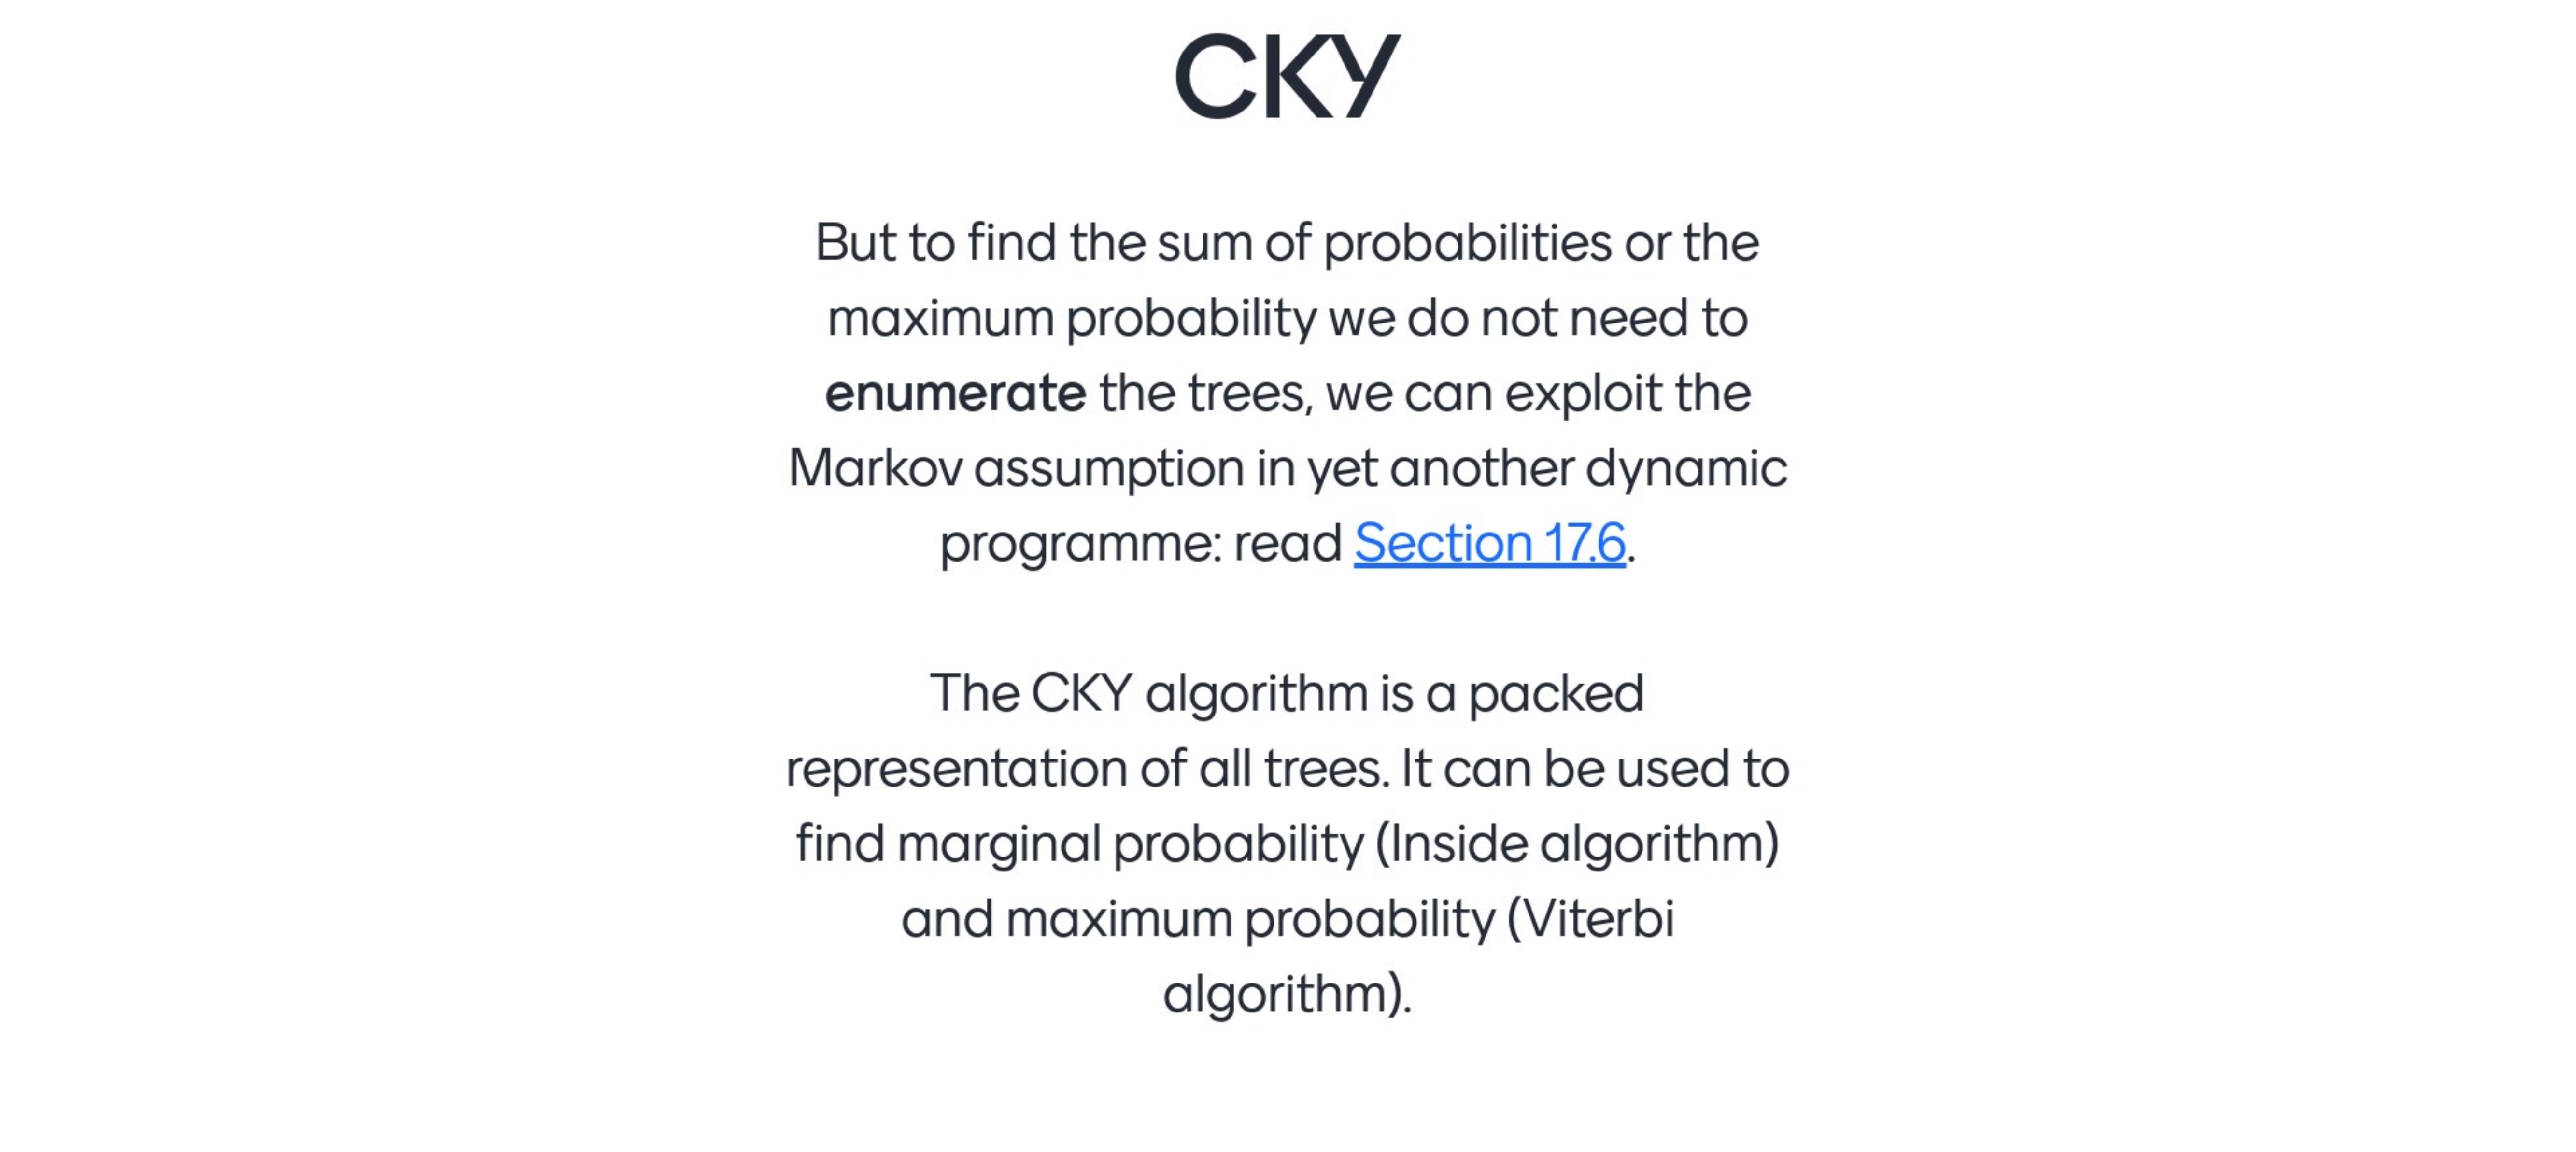 CKY
But to find the sum of probabilities or the
maximum probability we do not need to
enumerate the trees, we can exploit the
Markov assumption in yet another dynamic
programme: read Section 17.6.
The CKY algorithm is a packed
representation of all trees. It can be used to
find marginal probability (Inside algorithm)
and maximum probability (Viterbi
algorithm).